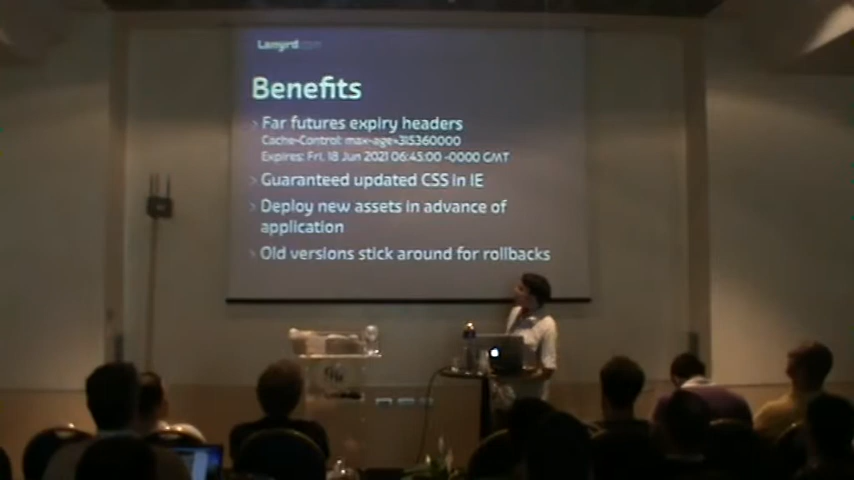 Lanyrd.com
Benefits
Far futures expiry headers
Cache-Control: max-age=315360000
Expires: Fri, 18 Jun 2021 06:45:00 -0000 GMT
Guaranteed updated CSS in IE
Deploy new assets in advance of
application
Old versions stick around for rollbacks